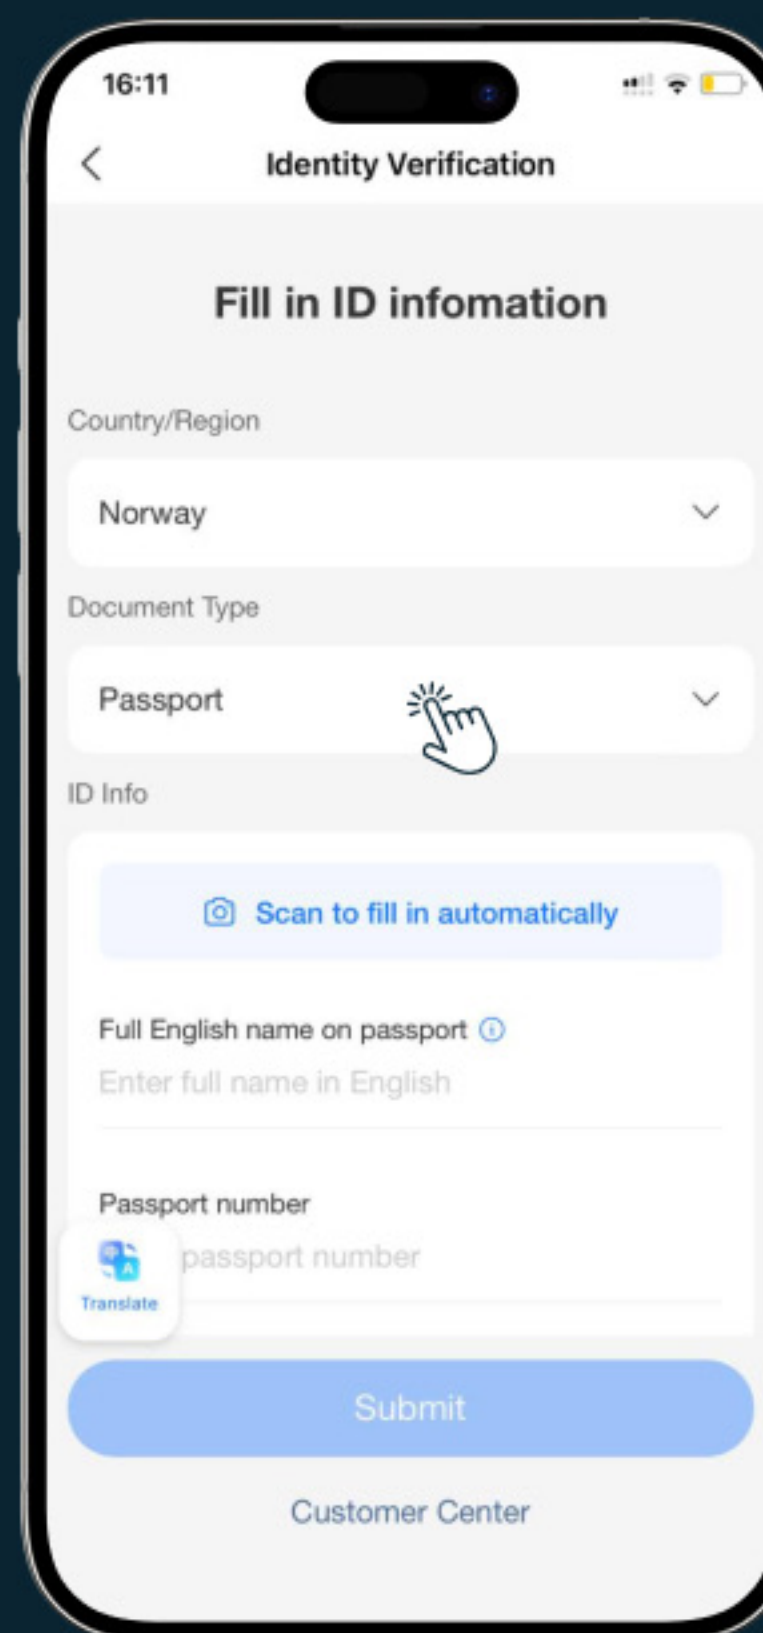 16:11
Identity Verification
Fill in ID infomation
Country/Region
Norway
Document Type
Passport
ID Info
Scan to fill in automatically
Full English name on passport
Enter full name in English
Passport number
passport number
Translate
Submit
Customer Center